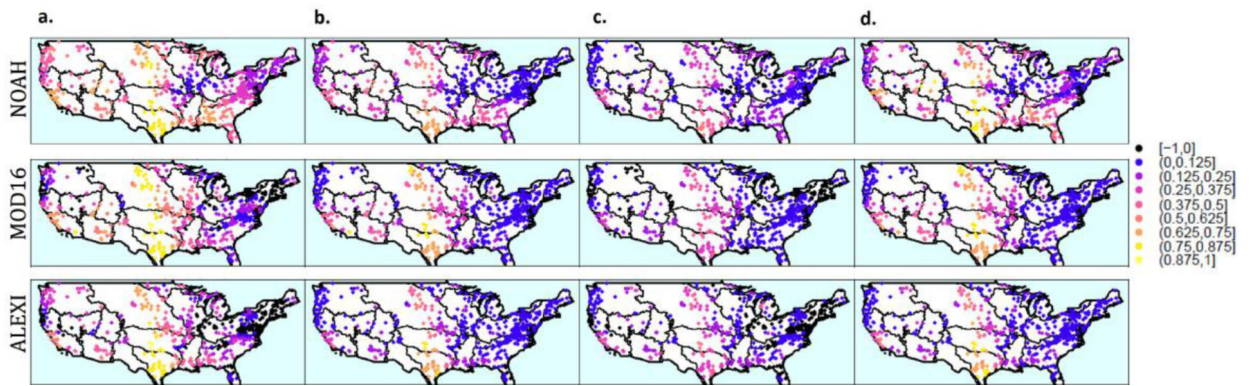 a.
b.
c.
d.
NOAH
MOD16
ALEXI
[−1,0]
(0,0.125]
(0.125,0.25]
(0.25,0.375]
(0.375,0.5]
(0.5,0.625]
(0.625,0.75]
(0.75,0.875]
(0.875,1]